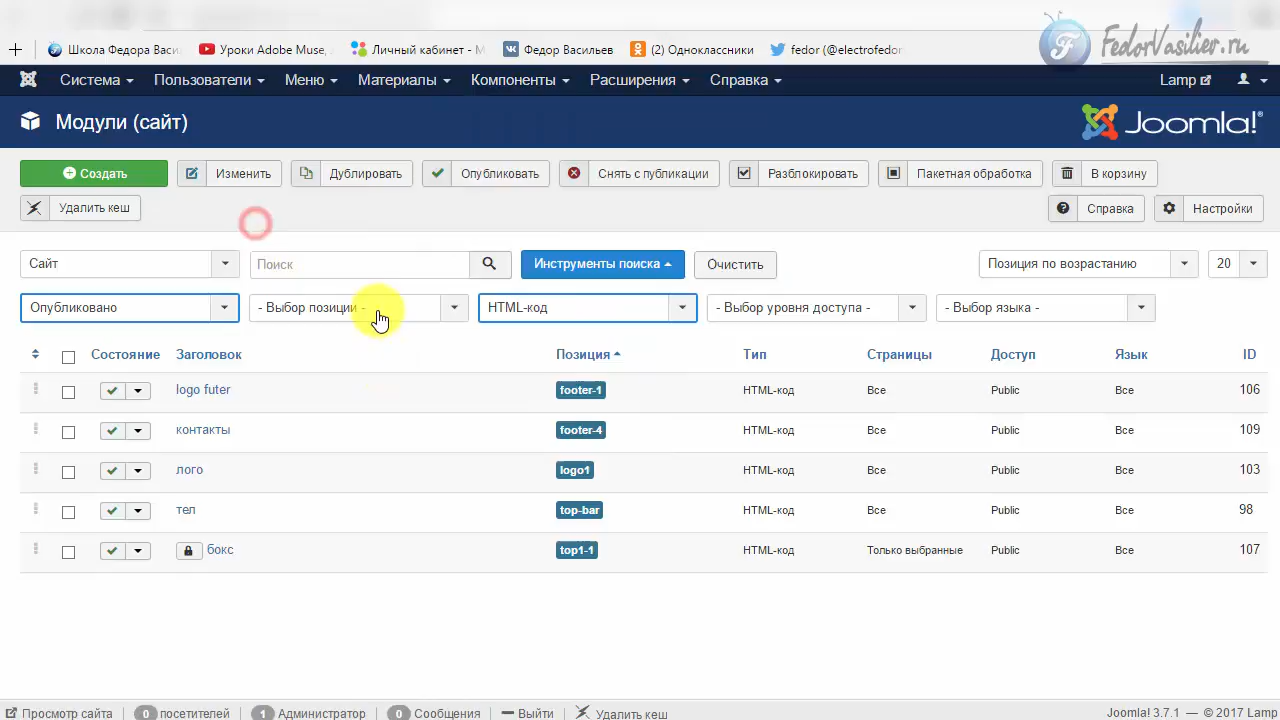 Школа Федора Васи
Уроки Adobe Muse,
Личный кабинет - М
Федор Васильев
(2) Одноклассники
fedor (@electrofedor
FedorVasiliev.ru
Система
Пользователи
Меню
Материалы
Компоненты
Расширения
Справка
Lamp
Модули (сайт)
Joomla!
Создать
Изменить
Дублировать
Опубликовать
Снять с публикации
Разблокировать
Пакетная обработка
В корзину
Удалить кеш
Справка
Настройки
Сайт
Поиск
Инструменты поиска
Очистить
Позиция по возрастанию
20
Опубликовано
- Выбор позиции -
HTML-код
- Выбор уровня доступа -
- Выбор языка -
Состояние Заголовок Позиция Тип Страницы Доступ Язык ID
logo futer footer-1 HTML-код Все Public Все 106
контакты footer-4 HTML-код Все Public Все 109
лого logo1 HTML-код Все Public Все 103
тел top-bar HTML-код Все Public Все 98
бокс top1-1 HTML-код Только выбранные Public Все 107
Просмотр сайта 0 посетителей 1 Администратор 0 Сообщения Выйти Удалить кеш
Joomla! 3.7.1 — © 2017 Lamp